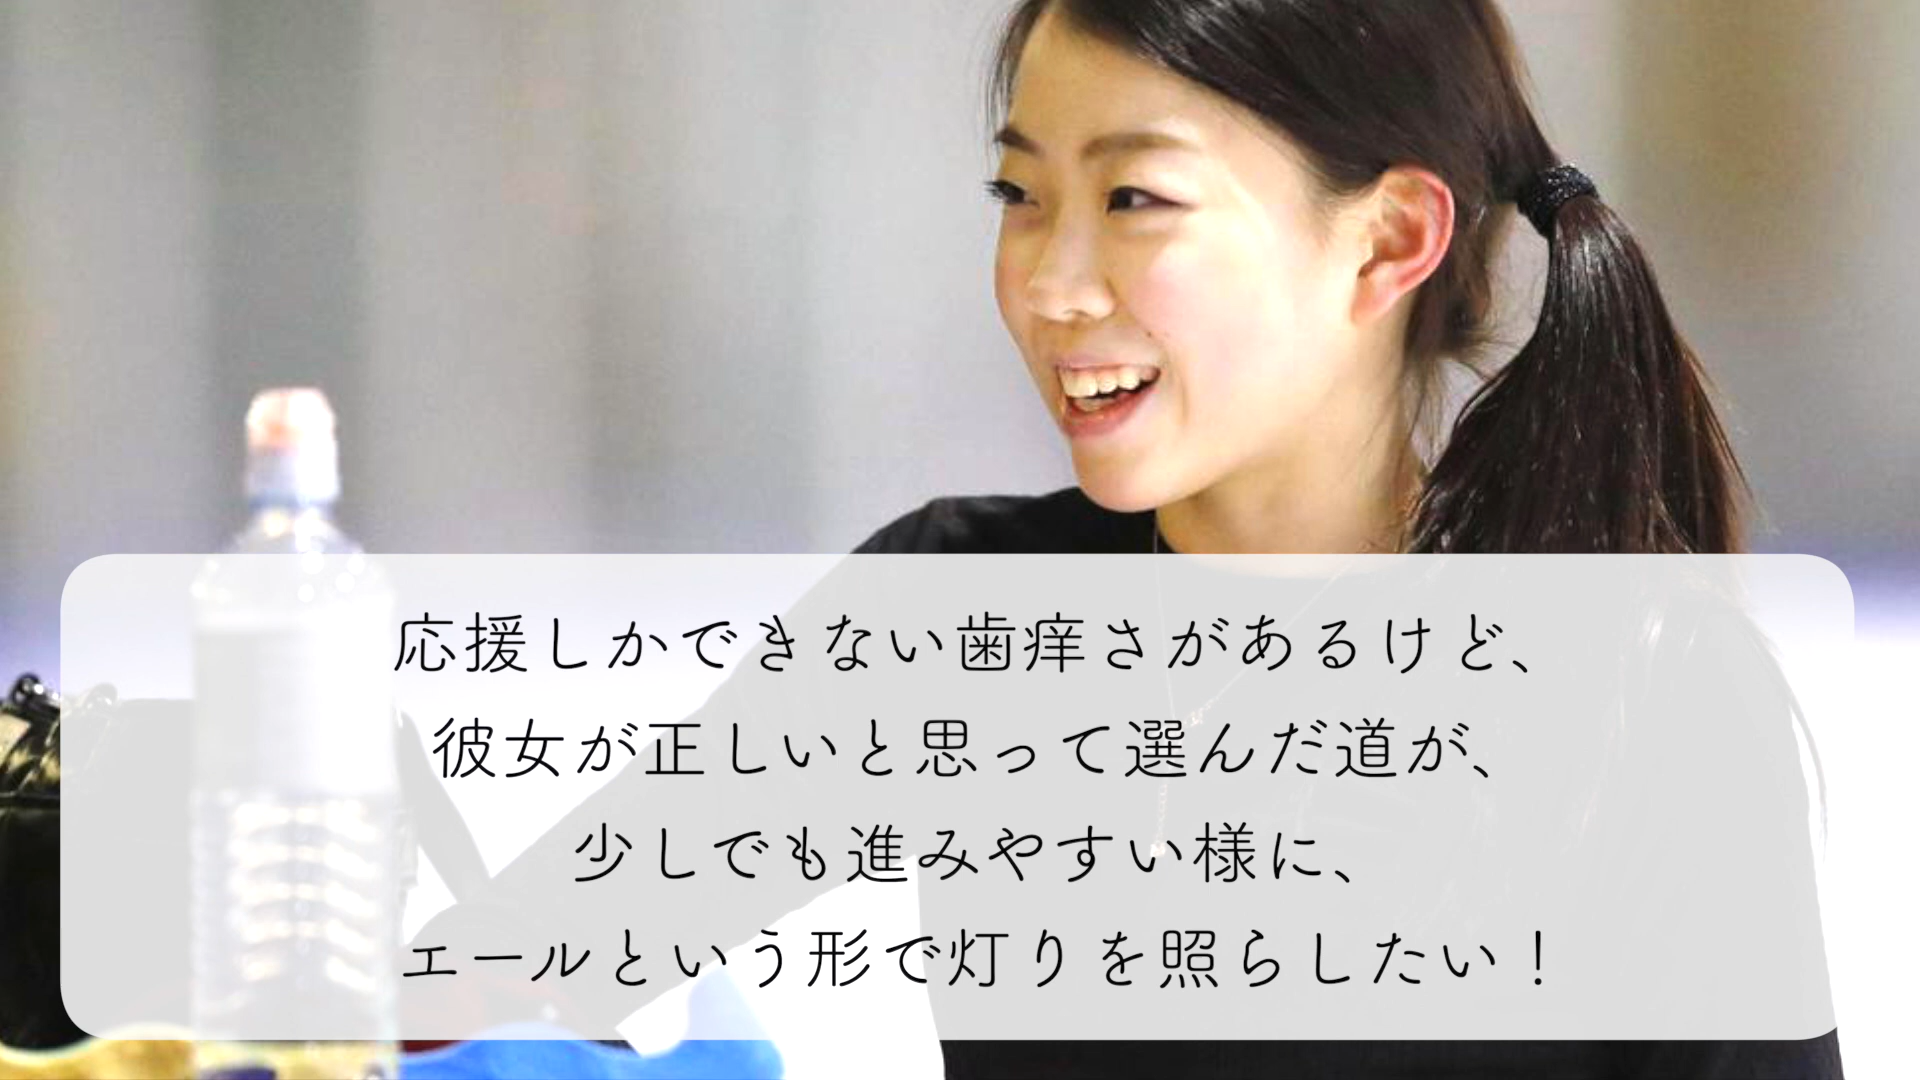 応援しかできない歯痒さがあるけど、
彼女が正しいと思って選んだ道が、
少しでも進みやすい様に、
エールという形で灯りを照らしたい！